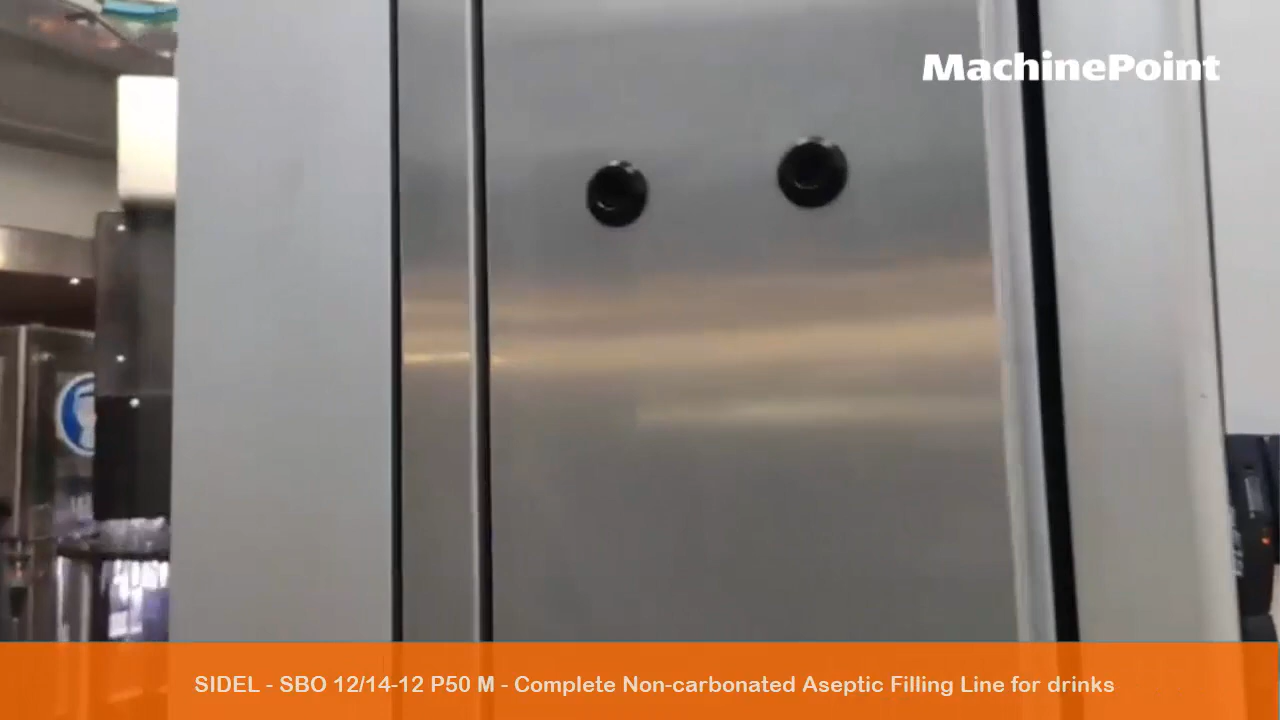 MachinePoint
SIDEL - SBO 12/14-12 P50 M - Complete Non-carbonated Aseptic Filling Line for drinks